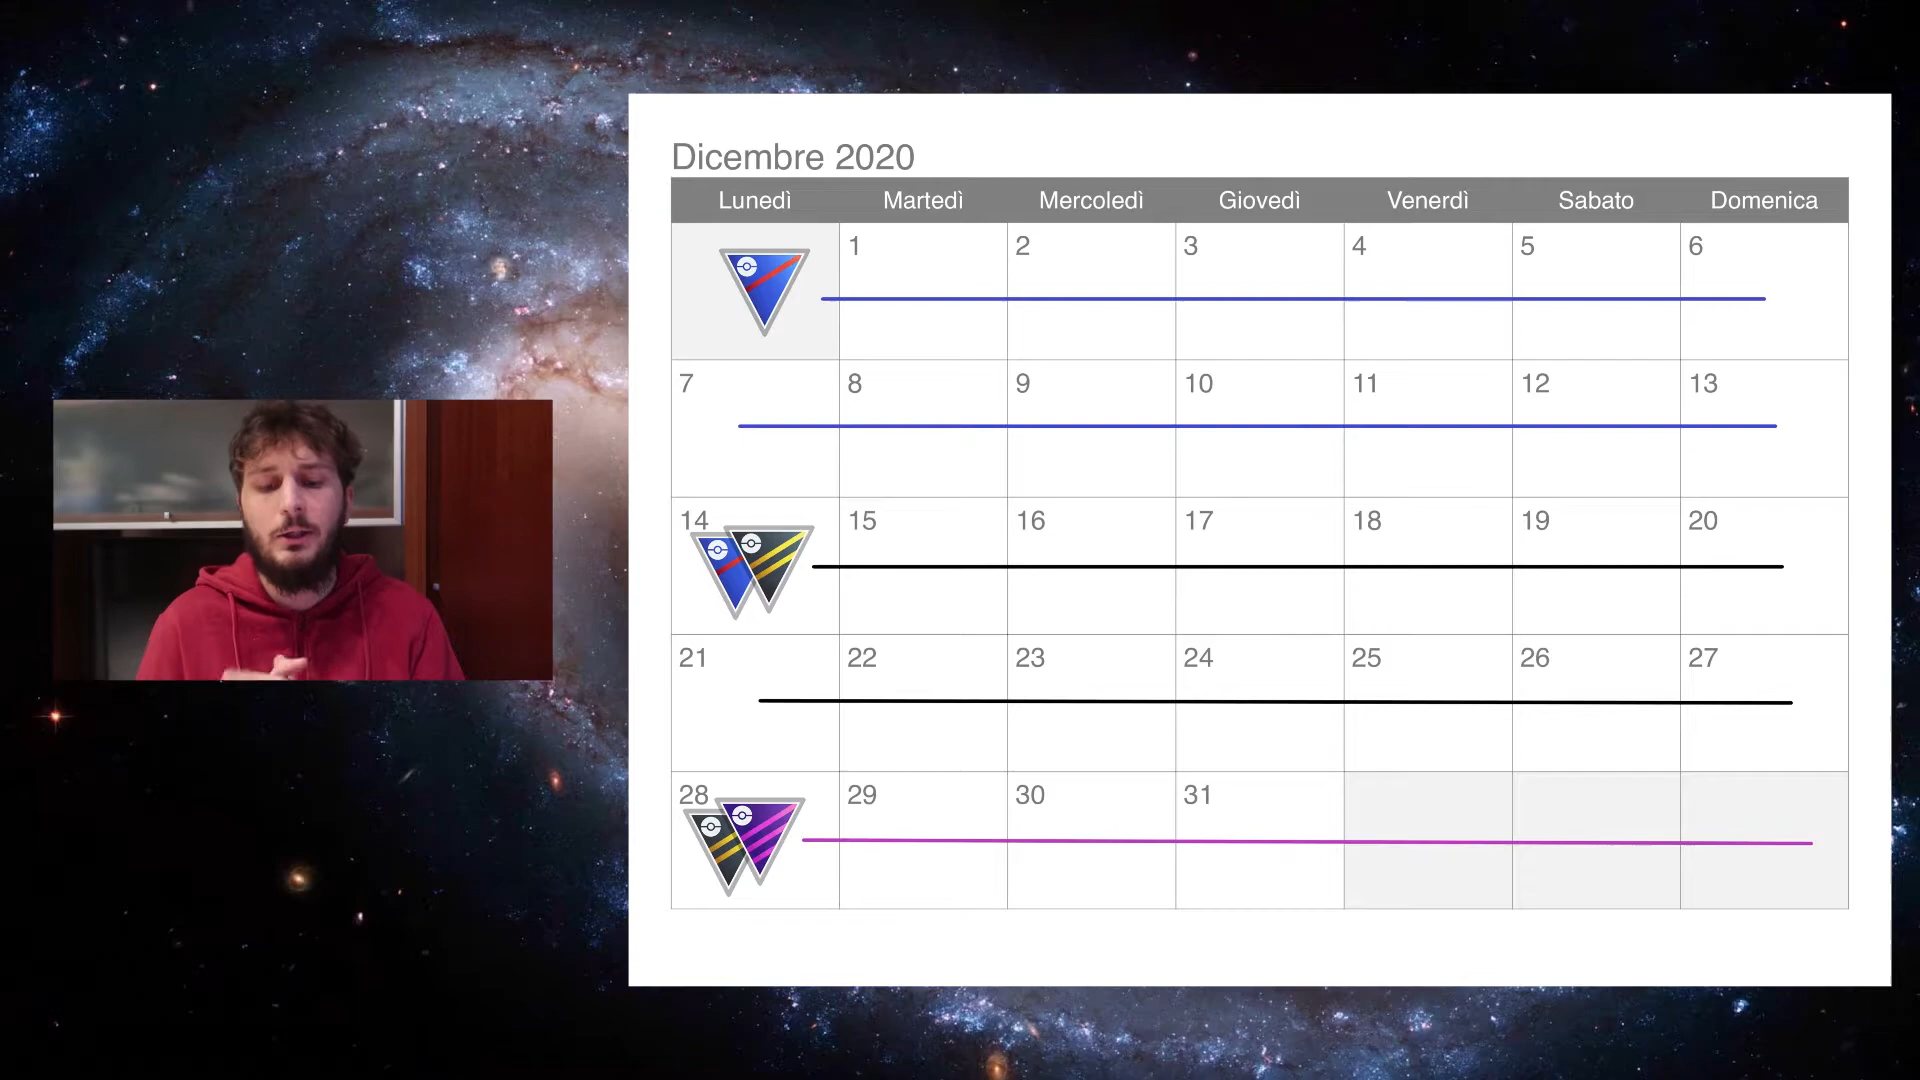 Dicembre 2020
Lunedì Martedì Mercoledì Giovedì Venerdì Sabato Domenica
1 2 3 4 5 6
7 8 9 10 11 12 13
14 15 16 17 18 19 20
21 22 23 24 25 26 27
28 29 30 31